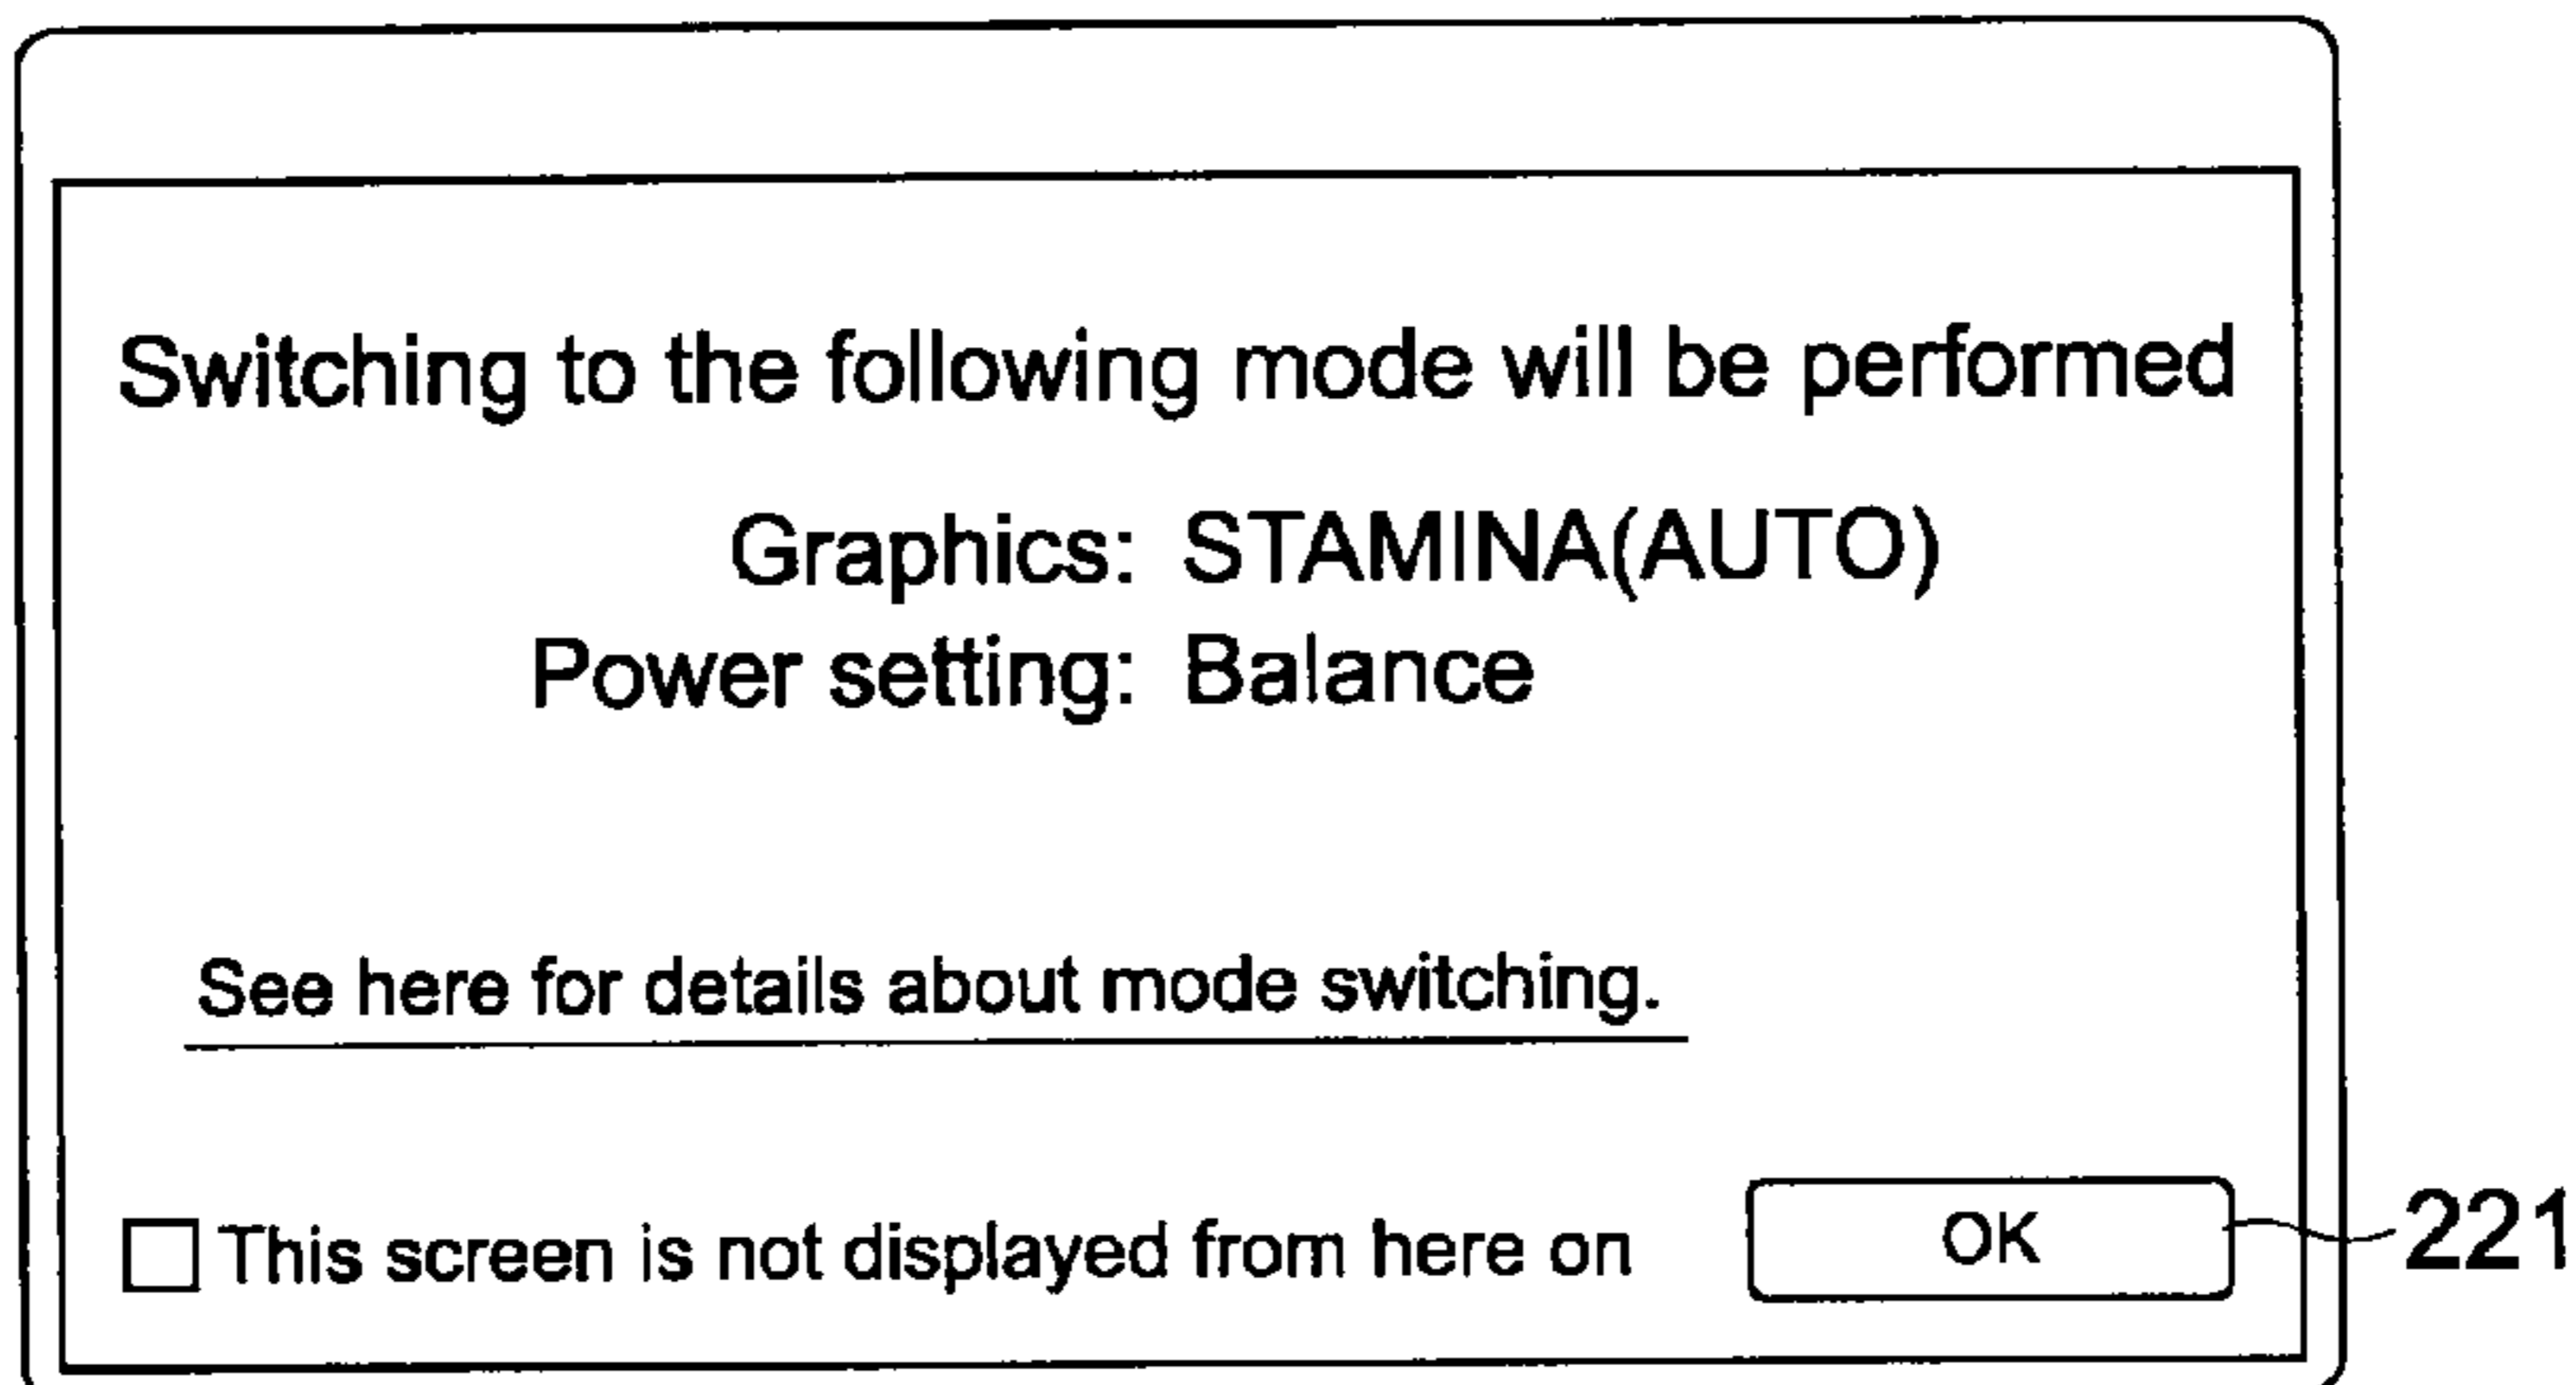 Switching to the following mode will be performed
Graphics: STAMINA(AUTO)
Power setting: Balance
See here for details about mode switching.
This screen is not displayed from here on
OK
221